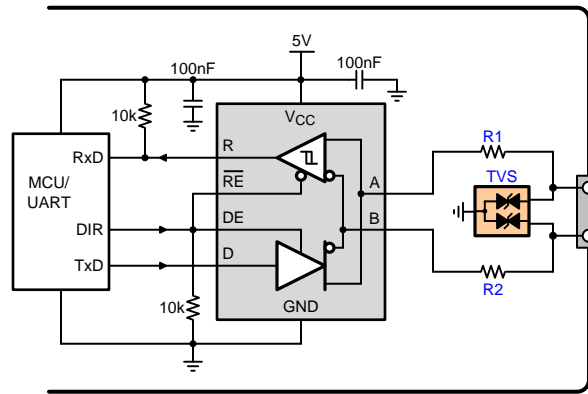 5V
100nF
100nF
10k
VCC
R1
RxD
R
TVS
MCU/
UART
RE
A
DIR
DE
B
TxD
D
R2
10k
GND